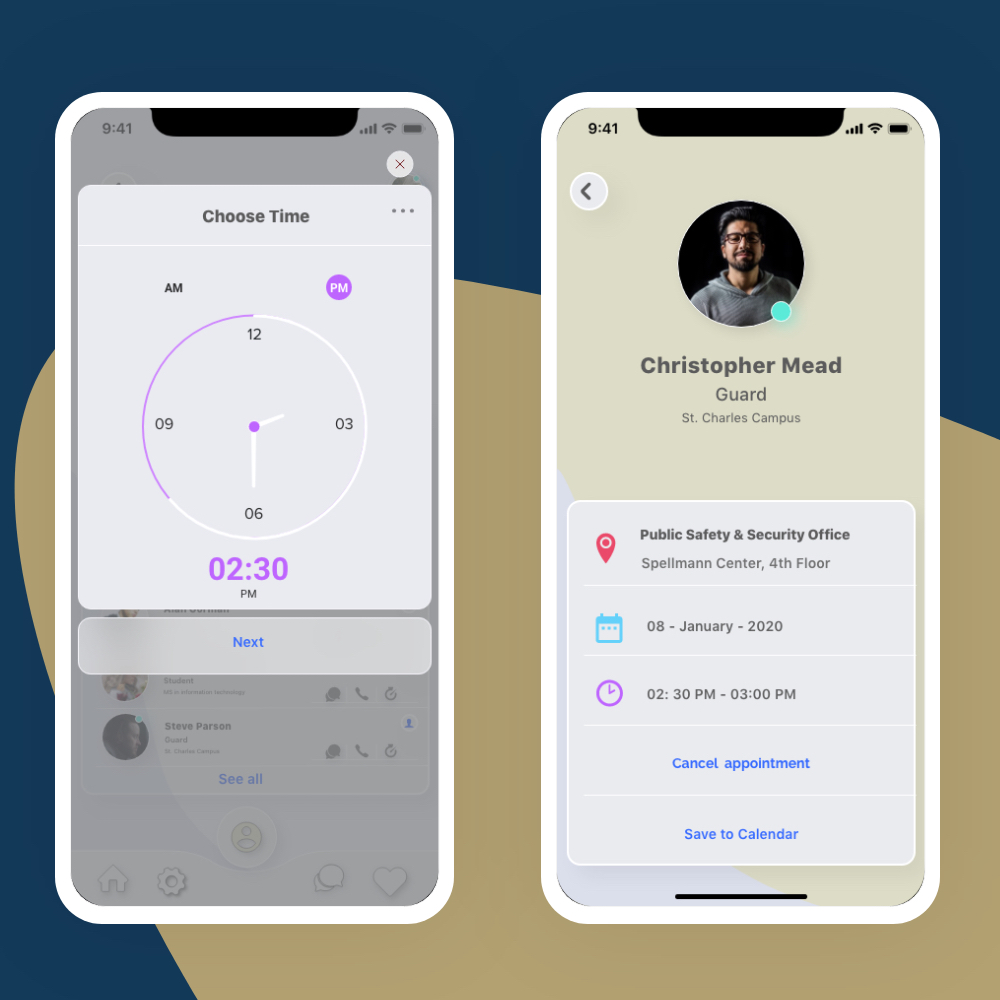 9:41
Choose Time
AM
PM
12
09
03
06
02:30
PM
Next
Student
MS in Information technology
Steve Parson
Guard
St. Charles Campus
See all
9:41
Christopher Mead
Guard
St. Charles Campus
Public Safety & Security Office
Spellmann Center, 4th Floor
08 - January - 2020
02: 30 PM - 03:00 PM
Cancel appointment
Save to Calendar